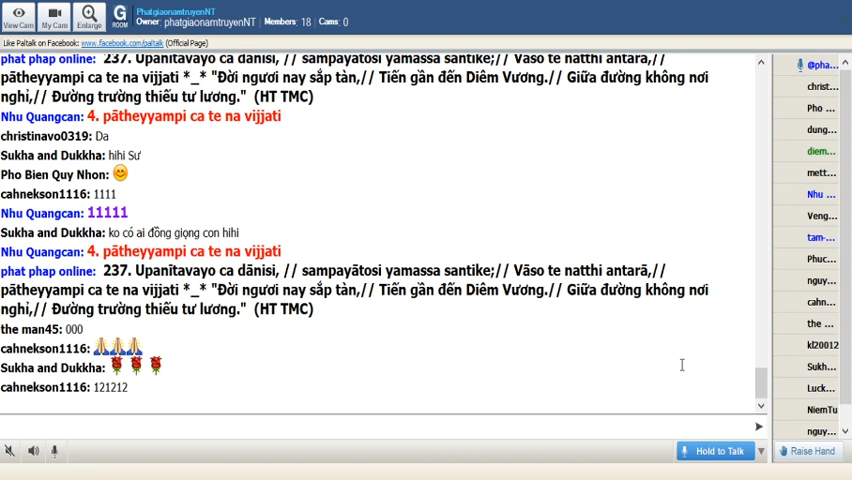 PhatgiaonamtruyenNT
Owner: phatgiaonamtruyenNT Members: 18 Cams: 0
View Cam My Cam Enlarge G ROOM
Like Paltalk on Facebook: www.facebook.com/paltalk (Official Page)
phat phap online: 237. Upanītavayo ca dānisi, // sampayātosi yamassa santike;// Vāso te natthi antarā,//
pātheyyampi ca te na vijjati *_* "Đời ngươi nay sắp tàn,// Tiến gần đến Diêm Vương.// Giữa đường không nơi
nghỉ,// Đường trường thiếu tư lương." (HT TMC)
Nhu Quangcan: 4. pātheyyampi ca te na vijjati
christinavo0319: Da
Sukha and Dukkha: hihi Sư
Pho Bien Quy Nhon:
cahnekson1116: 1111
Nhu Quangcan: 11111
Sukha and Dukkha: ko có ai đồng giọng con hihi
Nhu Quangcan: 4. pātheyyampi ca te na vijjati
phat phap online: 237. Upanītavayo ca dānisi, // sampayātosi yamassa santike;// Vāso te natthi antarā,//
pātheyyampi ca te na vijjati *_* "Đời ngươi nay sắp tàn,// Tiến gần đến Diêm Vương.// Giữa đường không nơi
nghỉ,// Đường trường thiếu tư lương." (HT TMC)
the man45: 000
cahnekson1116:
Sukha and Dukkha:
cahnekson1116: 121212
@pha...
christ...
Pho ...
dung...
diem...
mett...
Nhu ...
Veng...
tam-...
Phuc...
nguy...
cahn...
the ...
kl20012
Sukh...
Luck...
NiemTu
nguy...
Hold to Talk
Raise Hand